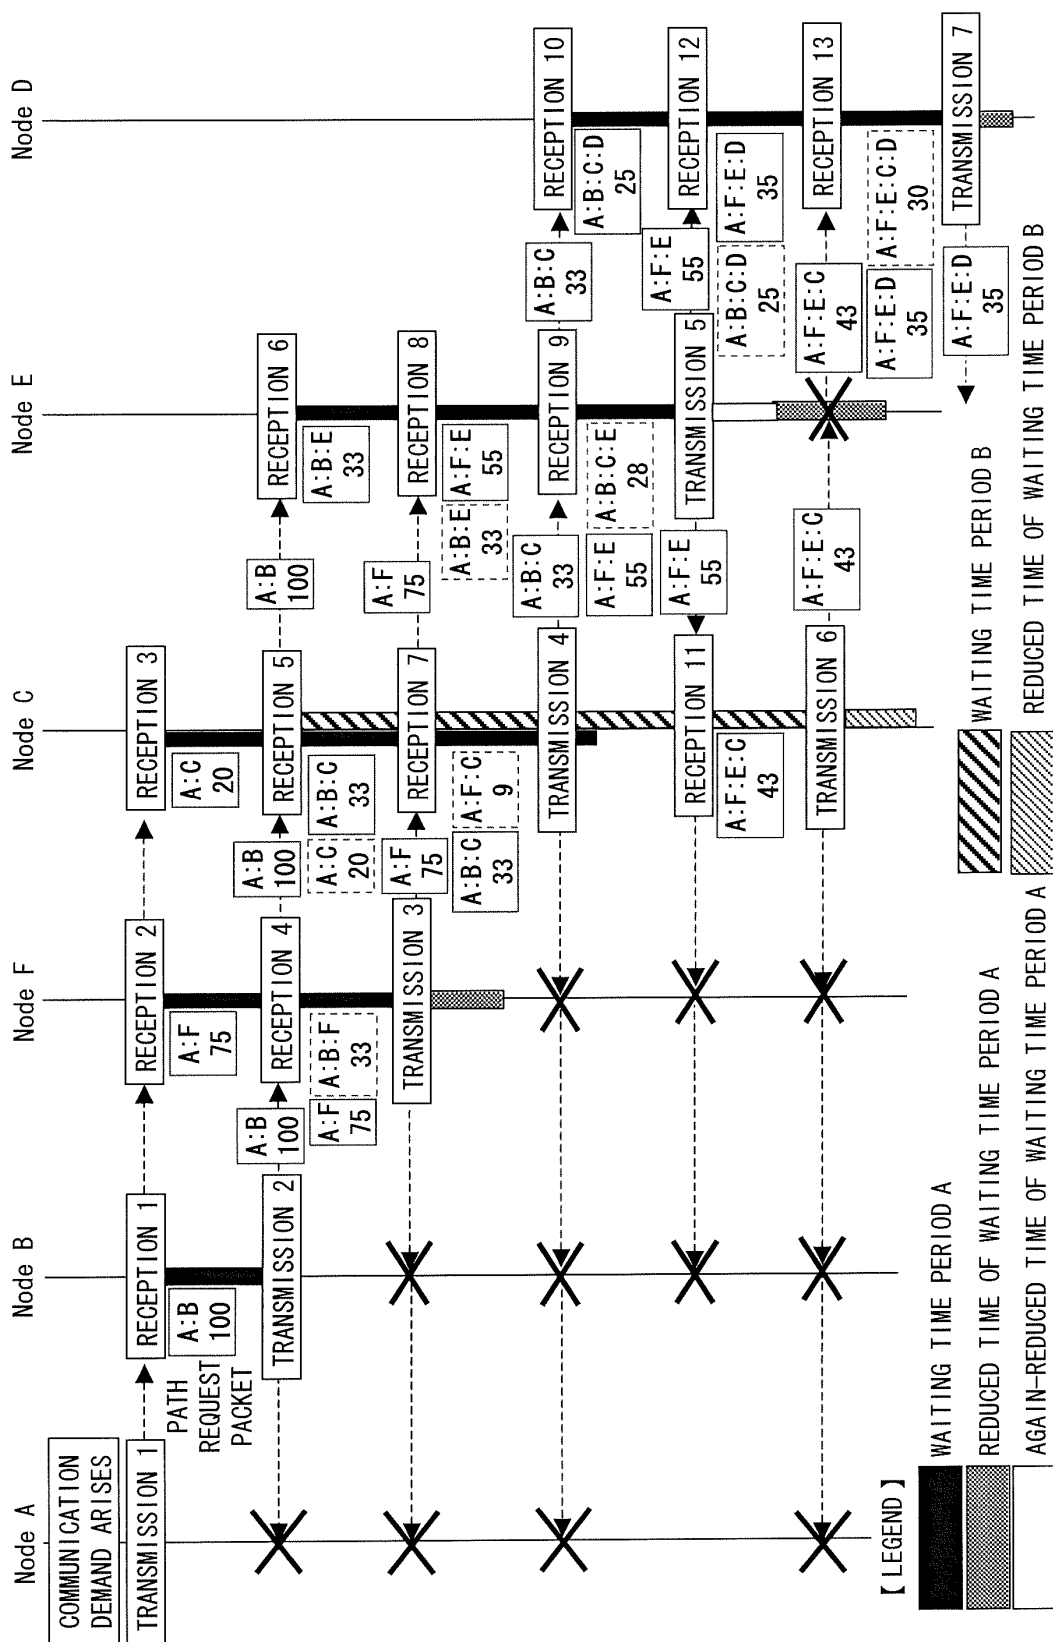 Node A
Node B
Node F
Node C
Node E
Node D
COMMUNICATION
DEMAND ARISES
TRANSMISSION 1
RECEPTION 1
RECEPTION 2
RECEPTION 3
PATH
REQUEST
PACKET
A:B
100
A:F
75
A:C
20
TRANSMISSION 2
A:B
100
RECEPTION 4
A:B
100
RECEPTION 5
A:B
100
RECEPTION 6
A:F
75
A:B:F
33
A:C
20
A:B:C
33
A:B:E
33
TRANSMISSION 3
A:F
75
RECEPTION 7
A:F
75
RECEPTION 8
A:B:C
33
A:F:C
9
A:B:E
33
A:F:E
55
TRANSMISSION 4
A:B:C
33
RECEPTION 9
A:B:C
33
RECEPTION 10
A:F:E
55
A:B:C:E
28
A:B:C:D
25
RECEPTION 11
A:F:E
55
TRANSMISSION 5
A:F:E
55
RECEPTION 12
A:F:E:C
43
A:B:C:D
25
A:F:E:D
35
TRANSMISSION 6
A:F:E:C
43
A:F:E:C
43
RECEPTION 13
A:F:E:D
35
A:F:E:C:D
30
A:F:E:D
35
TRANSMISSION 7
【LEGEND】
WAITING TIME PERIOD A
REDUCED TIME OF WAITING TIME PERIOD A
AGAIN-REDUCED TIME OF WAITING TIME PERIOD A
WAITING TIME PERIOD B
REDUCED TIME OF WAITING TIME PERIOD B